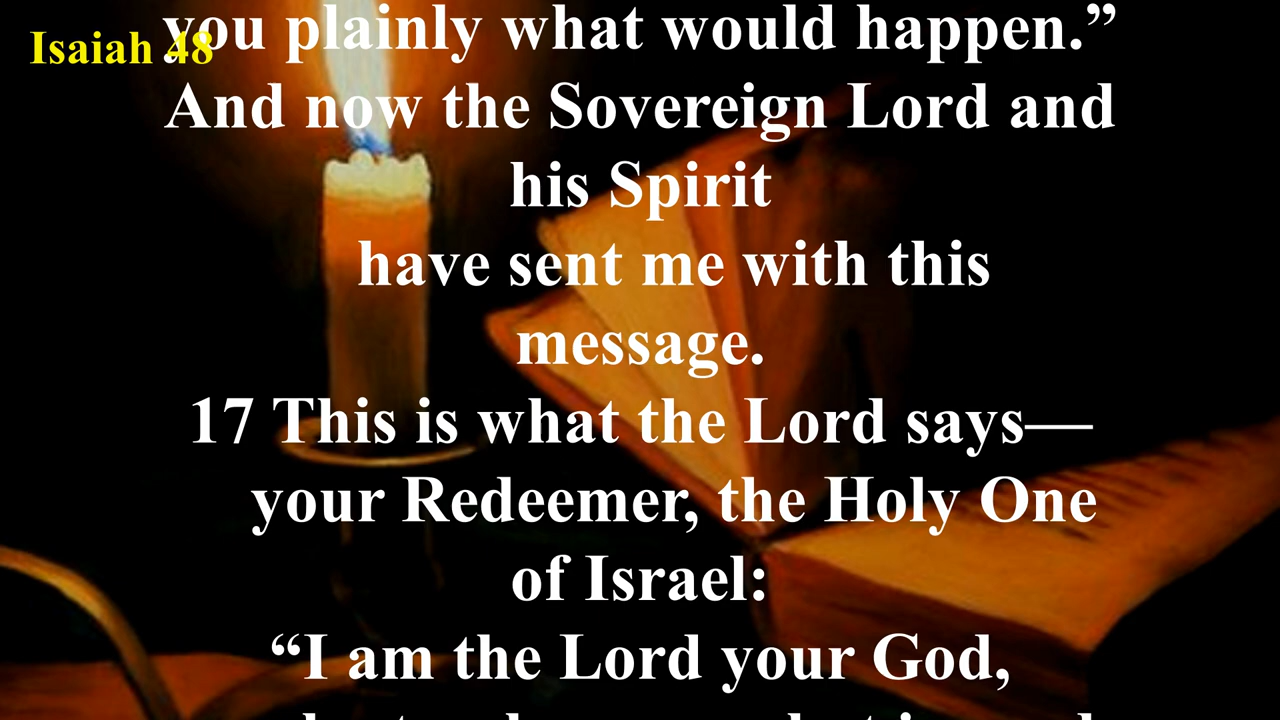 Isaiah 48
you plainly what would happen.”
And now the Sovereign Lord and
his Spirit
have sent me with this
message.
17 This is what the Lord says—
your Redeemer, the Holy One
of Israel:
“I am the Lord your God,